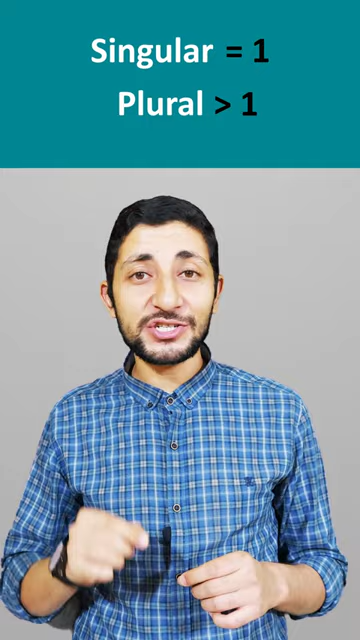 Singular = 1
Plural > 1